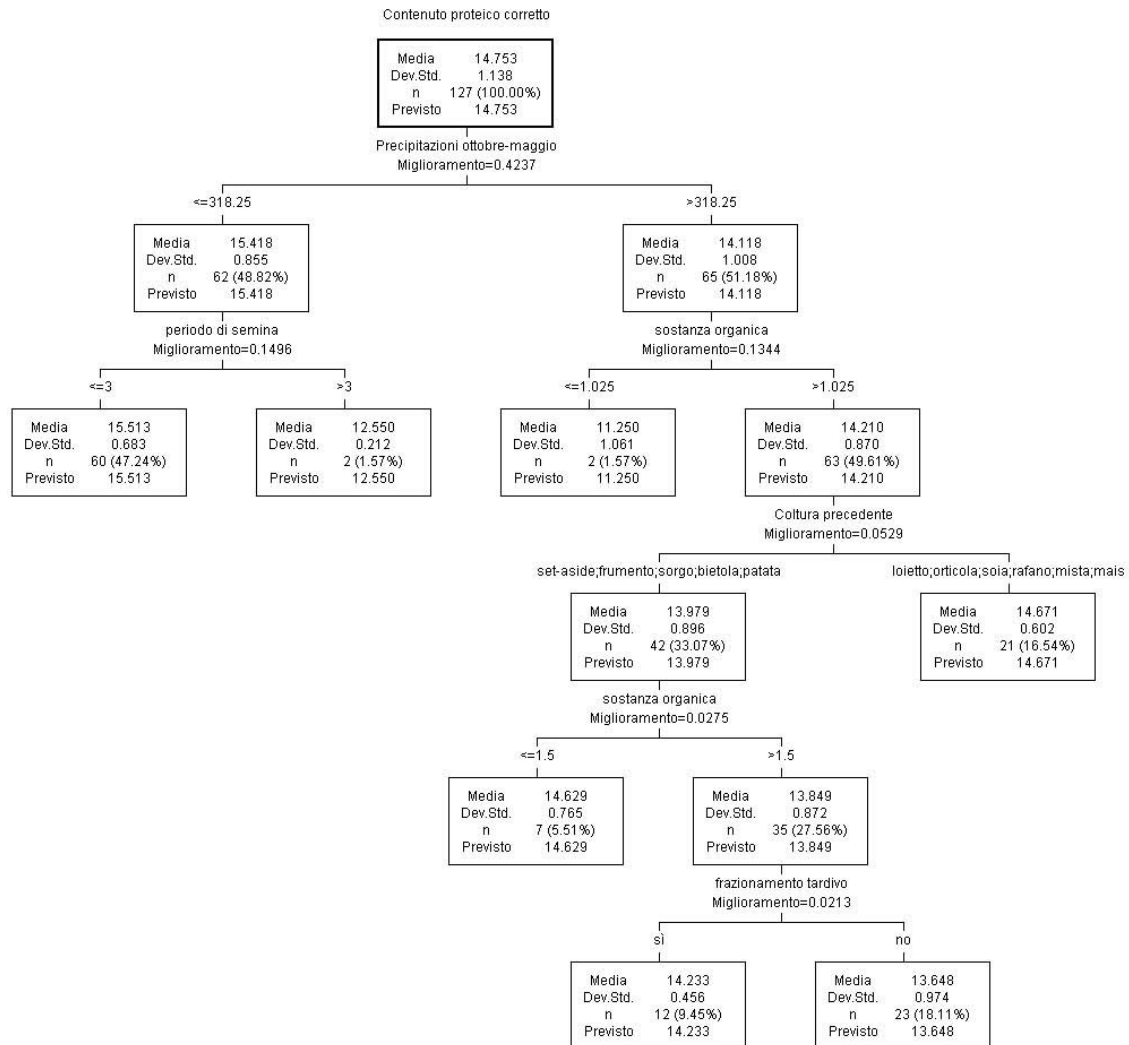 Contenuto proteico corretto
Media 14.753
Dev.Std. 1.138
n 127 (100.00%)
Previsto 14.753
Precipitazioni ottobre-maggio
Miglioramento=0.4237
<=318.25
>318.25
Media 15.418
Dev.Std. 0.855
n 62 (48.82%)
Previsto 15.418
Media 14.118
Dev.Std. 1.008
n 65 (51.18%)
Previsto 14.118
periodo di semina
Miglioramento=0.1496
sostanza organica
Miglioramento=0.1344
<=3
>3
<=1.025
>1.025
Media 15.513
Dev.Std. 0.683
n 60 (47.24%)
Previsto 15.513
Media 12.550
Dev.Std. 0.212
n 2 (1.57%)
Previsto 12.550
Media 11.250
Dev.Std. 1.061
n 2 (1.57%)
Previsto 11.250
Media 14.210
Dev.Std. 0.870
n 63 (49.61%)
Previsto 14.210
Coltura precedente
Miglioramento=0.0529
set-aside;frumento;sorgo;bietola;patata
loietto;orticola;soia;rafano;mista;mais
Media 13.979
Dev.Std. 0.896
n 42 (33.07%)
Previsto 13.979
Media 14.671
Dev.Std. 0.602
n 21 (16.54%)
Previsto 14.671
sostanza organica
Miglioramento=0.0275
<=1.5
>1.5
Media 14.629
Dev.Std. 0.765
n 7 (5.51%)
Previsto 14.629
Media 13.849
Dev.Std. 0.872
n 35 (27.56%)
Previsto 13.849
frazionamento tardivo
Miglioramento=0.0213
sì
no
Media 14.233
Dev.Std. 0.456
n 12 (9.45%)
Previsto 14.233
Media 13.648
Dev.Std. 0.974
n 23 (18.11%)
Previsto 13.648